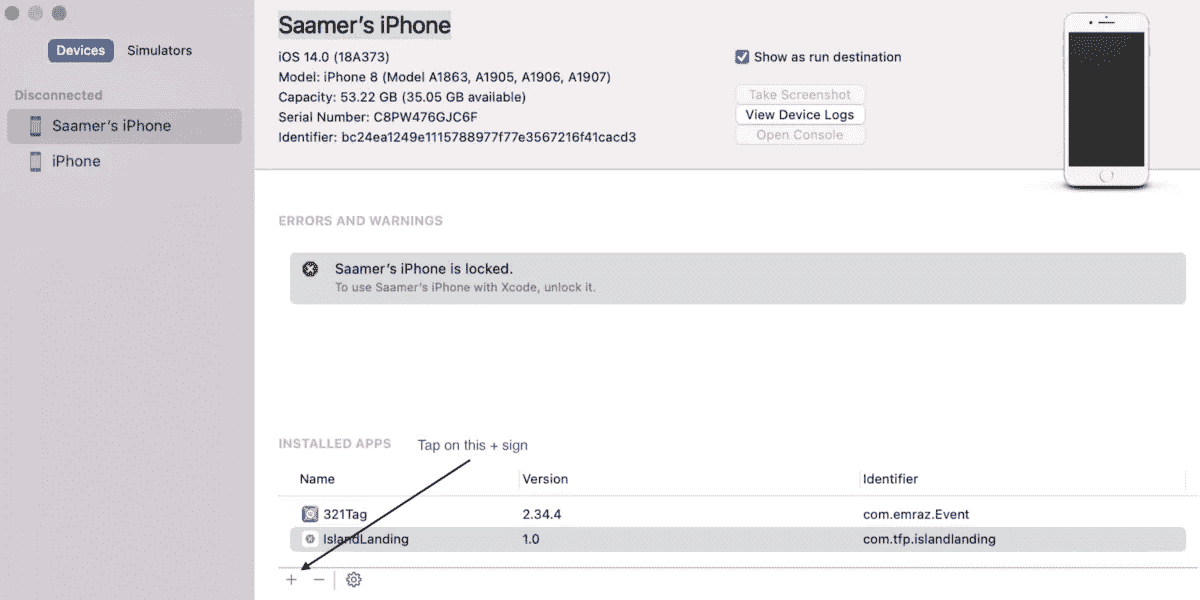 Devices Simulators
Disconnected
Saamer's iPhone
iPhone
Saamer's iPhone
iOS 14.0 (18A373)
Model: iPhone 8 (Model A1863, A1905, A1906, A1907)
Capacity: 53.22 GB (35.05 GB available)
Serial Number: C8PW476GJC6F
Identifier: bc24ea1249e1115788977f77e3567216f41cacd3
Show as run destination
Take Screenshot
View Device Logs
Open Console
ERRORS AND WARNINGS
Saamer's iPhone is locked.
To use Saamer's iPhone with Xcode, unlock it.
INSTALLED APPS Tap on this + sign
Name Version Identifier
321Tag 2.34.4 com.emraz.Event
IslandLanding 1.0 com.tfp.islandlanding